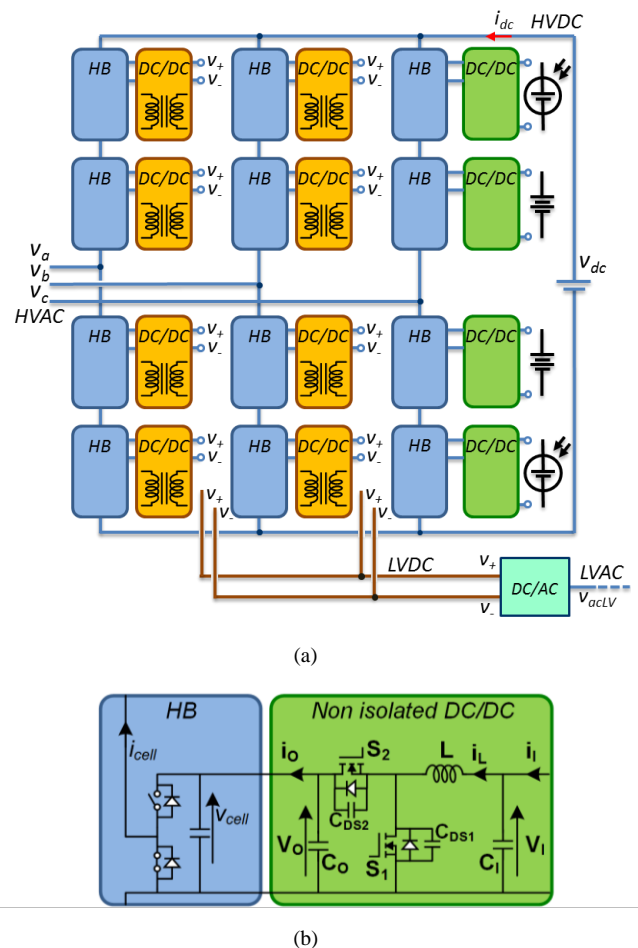 i_dc HVDC
HB DC/DC v+ HB DC/DC v+ HB DC/DC
v- v-
HB DC/DC v+ HB DC/DC v+ HB DC/DC
v- v-
v_a
v_b
v_c
HVAC
v_dc
HB DC/DC v+ HB DC/DC v+ HB DC/DC
v- v-
HB DC/DC v+ HB DC/DC v+ HB DC/DC
v- v-
v+ v+
v- v-
LVDC v+ DC/AC LVAC
v- v_acLV
(a)
HB Non isolated DC/DC
i_cell i_O S2 L i_L i_I
v_cell V_O C_DS2 C_DS1 V_I
C_O S1 C_I
(b)